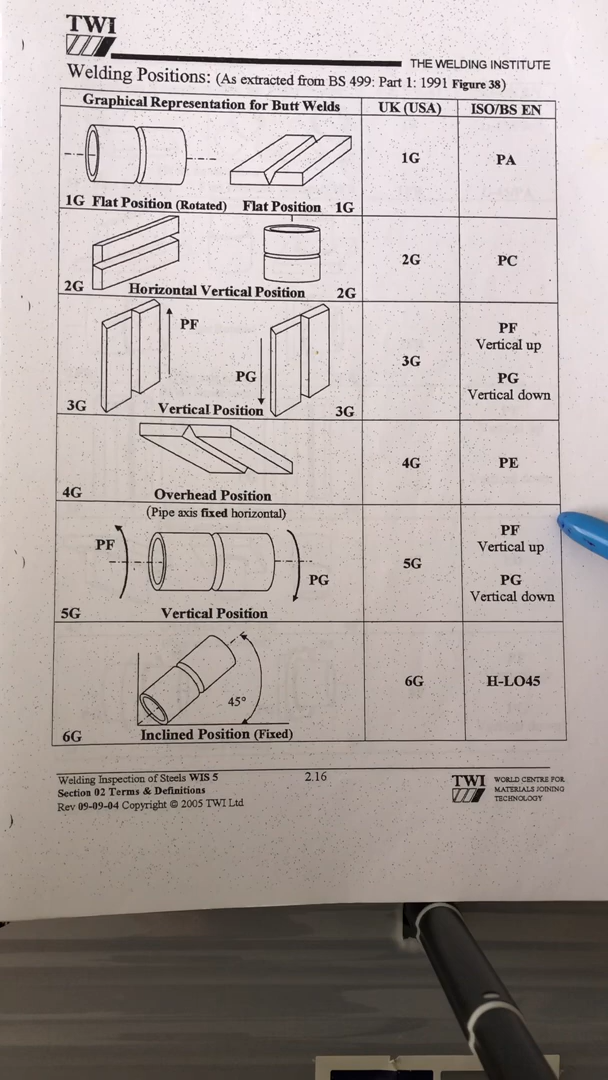 TWI
THE WELDING INSTITUTE
Welding Positions: (As extracted from BS 499: Part 1: 1991 Figure 38)
Graphical Representation for Butt Welds UK (USA) ISO/BS EN
1G Flat Position (Rotated) Flat Position 1G
1G
PA
2G Horizontal Vertical Position 2G
2G
PC
PF
PG
3G Vertical Position 3G
3G
PF
Vertical up
PG
Vertical down
4G Overhead Position
4G
PE
(Pipe axis fixed horizontal)
PF
PG
5G Vertical Position
5G
PF
Vertical up
PG
Vertical down
45°
6G Inclined Position (Fixed)
6G
H-LO45
Welding Inspection of Steels WIS 5 2.16
Section 02 Terms & Definitions
Rev 09-09-04 Copyright © 2005 TWI Ltd
TWI
WORLD CENTRE FOR
MATERIALS JOINING
TECHNOLOGY